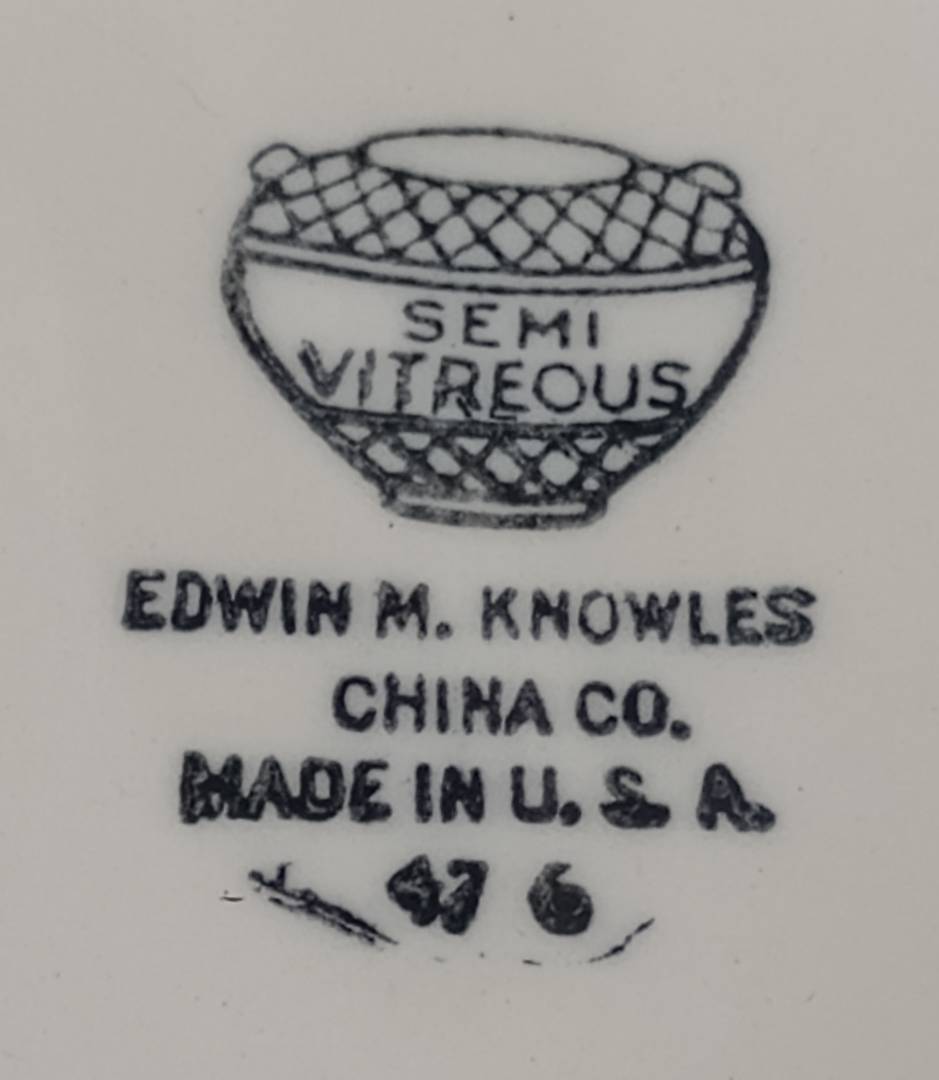 SEMI
VITREOUS
EDWIN M. KNOWLES
CHINA CO.
MADE IN U. S. A.
47 6